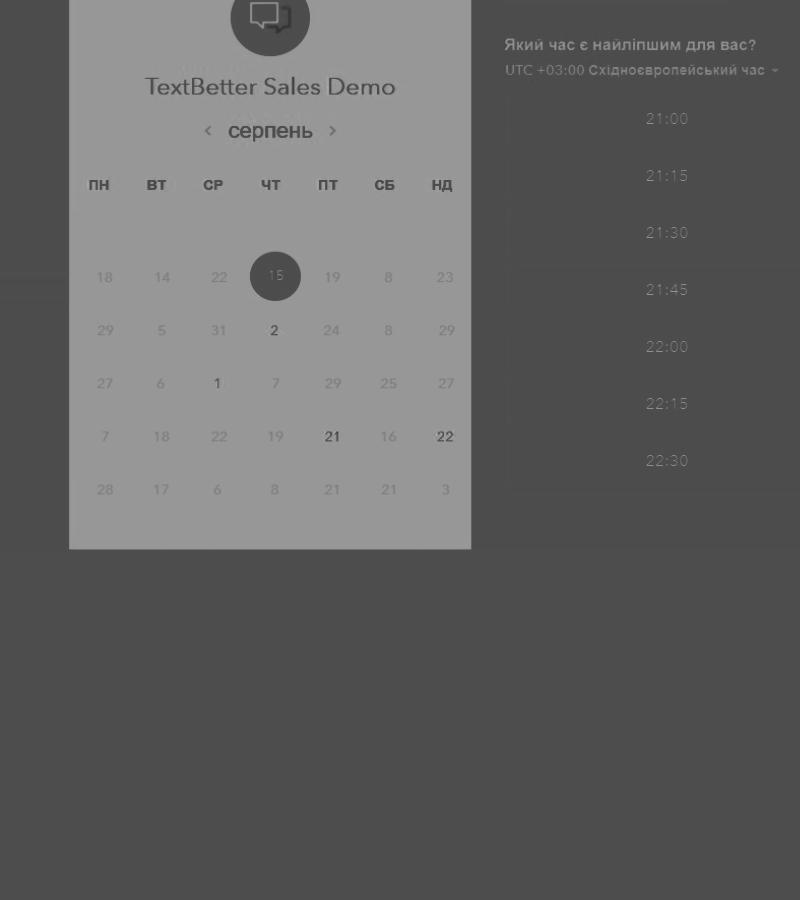 TextBetter Sales Demo
серпень
ПН ВТ СР ЧТ ПТ СБ НД
18 14 22 15 19 8 23
29 5 31 2 24 8 29
27 6 1 7 29 25 27
7 18 22 19 21 16 22
28 17 6 8 21 21 3
Який час є найліпшим для вас?
UTC +03:00 Східноєвропейський час
21:00
21:15
21:30
21:45
22:00
22:15
22:30